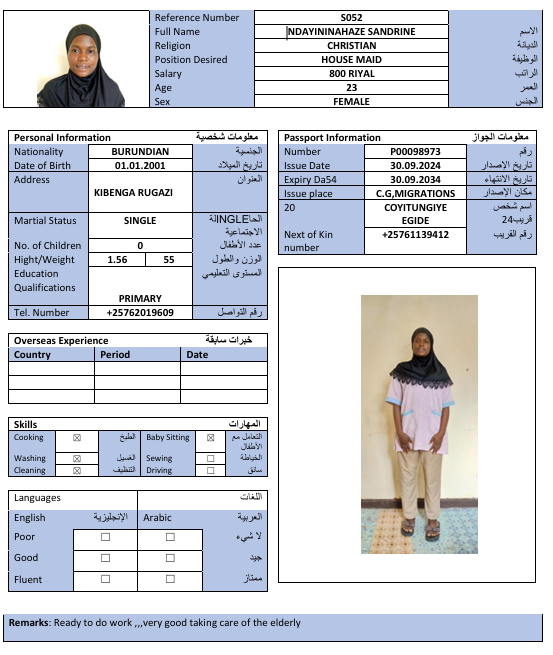 Reference Number S052
Full Name NDAYININAHAZE SANDRINE الاسم
Religion CHRISTIAN الديانة
Position Desired HOUSE MAID الوظيفة
Salary 800 RIYAL الراتب
Age 23 العمر
Sex FEMALE الجنس
Personal Information معلومات شخصية
Nationality BURUNDIAN الجنسية
Date of Birth 01.01.2001 تاريخ الميلاد
Address KIBENGA RUGAZI العنوان
Martial Status SINGLE الحاINGLEلة
الاجتماعية
No. of Children 0 عدد الأطفال
Hight/Weight 1.56 55 الوزن والطول
Education المستوى التعليمي
Qualifications
PRIMARY
Tel. Number +25762019609 رقم التواصل
Passport Information معلومات الجواز
Number P00098973 رقم
Issue Date 30.09.2024 تاريخ الإصدار
Expiry Da54 30.09.2034 تاريخ الانتهاء
Issue place C.G,MIGRATIONS مكان الإصدار
20 COYITUNGIYE اسم شخص
EGIDE قريب24
Next of Kin +25761139412 رقم القريب
number
Overseas Experience خبرات سابقة
Country Period Date
Skills المهارات
Cooking ☒ الطبخ Baby Sitting ☒ التعامل مع
الأطفال
Washing ☒ الغسيل Sewing ☐ الخياطة
Cleaning ☒ التنظيف Driving ☐ سائق
Languages اللغات
English الإنجليزية Arabic العربية
Poor ☐ ☐ لا شيء
Good ☐ ☐ جيد
Fluent ☐ ☐ ممتاز
Remarks: Ready to do work ,,,very good taking care of the elderly